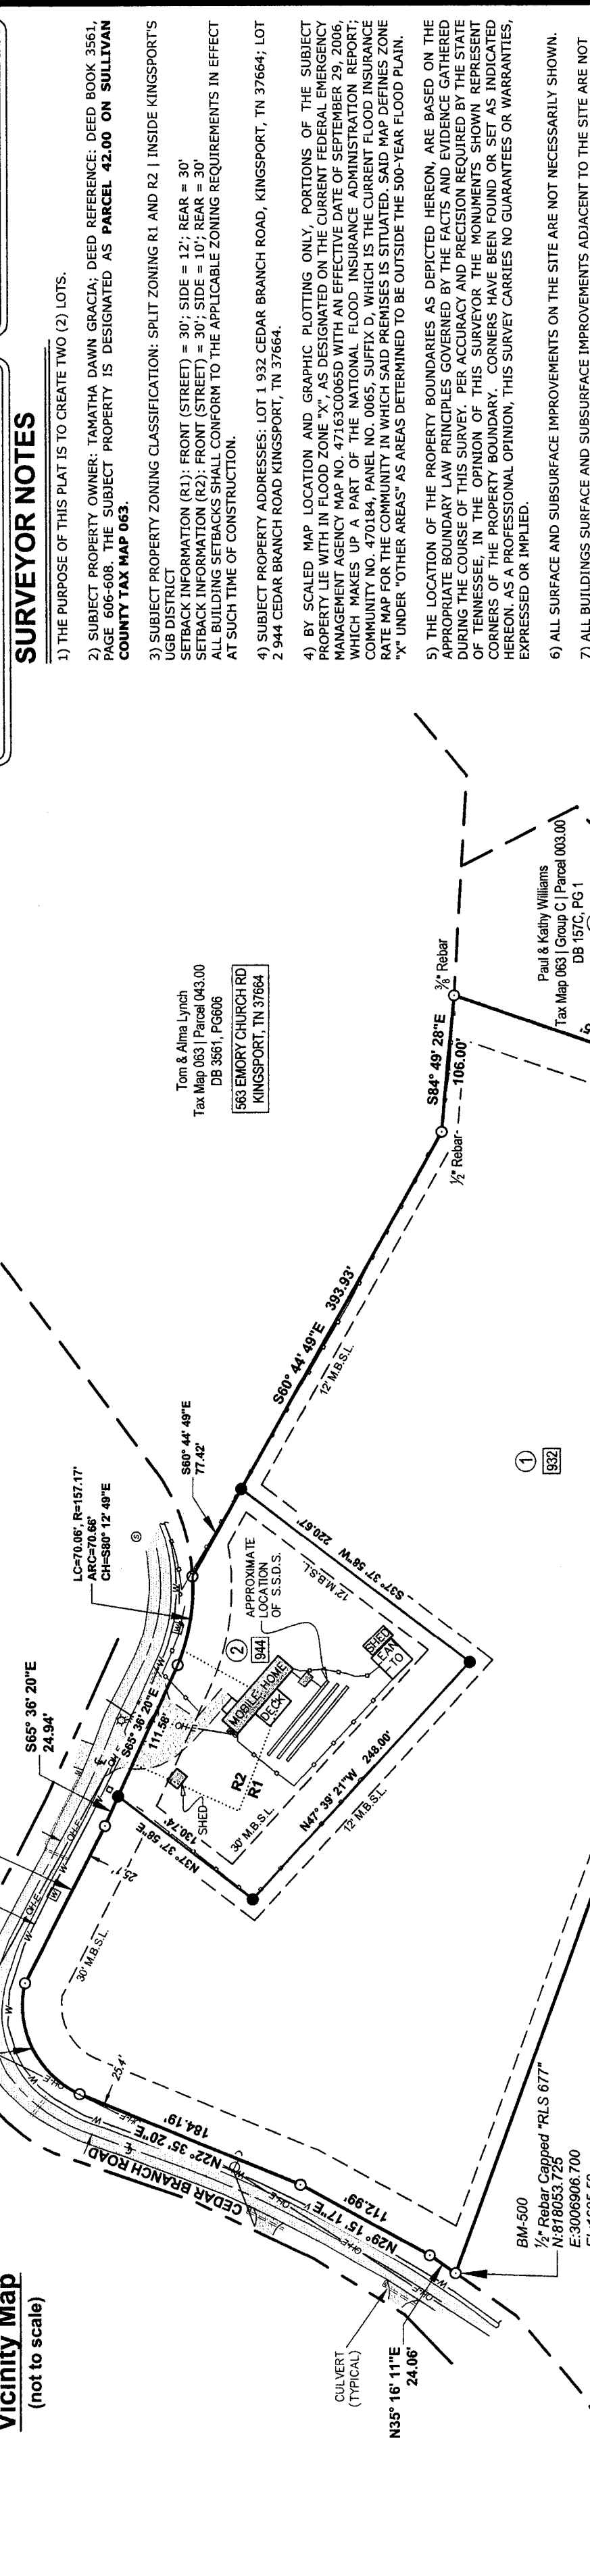 Vicinity Map
(not to scale)
SURVEYOR NOTES
1) THE PURPOSE OF THIS PLAT IS TO CREATE TWO (2) LOTS.
2) SUBJECT PROPERTY OWNER: TAMATHA DAWN GRACIA; DEED REFERENCE: DEED BOOK 3561,
PAGE 606-608. THE SUBJECT PROPERTY IS DESIGNATED AS PARCEL 42.00 ON SULLIVAN
COUNTY TAX MAP 063.
3) SUBJECT PROPERTY ZONING CLASSIFICATION: SPLIT ZONING R1 AND R2 | INSIDE KINGSPORT'S
UGB DISTRICT
SETBACK INFORMATION (R1): FRONT (STREET) = 30'; SIDE = 12'; REAR = 30'
SETBACK INFORMATION (R2): FRONT (STREET) = 30'; SIDE = 10'; REAR = 30'
ALL BUILDING SETBACKS SHALL CONFORM TO THE APPLICABLE ZONING REQUIREMENTS IN EFFECT
AT SUCH TIME OF CONSTRUCTION.
4) SUBJECT PROPERTY ADDRESSES: LOT 1 932 CEDAR BRANCH ROAD, KINGSPORT, TN 37664; LOT
2 944 CEDAR BRANCH ROAD KINGSPORT, TN 37664.
4) BY SCALED MAP LOCATION AND GRAPHIC PLOTTING ONLY, PORTIONS OF THE SUBJECT
PROPERTY LIE WITH IN FLOOD ZONE "X", AS DESIGNATED ON THE CURRENT FEDERAL EMERGENCY
MANAGEMENT AGENCY MAP NO. 47163C0065D WITH AN EFFECTIVE DATE OF SEPTEMBER 29, 2006,
WHICH MAKES UP A PART OF THE NATIONAL FLOOD INSURANCE ADMINISTRATION REPORT;
COMMUNITY NO. 470184, PANEL NO. 0065, SUFFIX D, WHICH IS THE CURRENT FLOOD INSURANCE
RATE MAP FOR THE COMMUNITY IN WHICH SAID PREMISES IS SITUATED. SAID MAP DEFINES ZONE
"X" UNDER "OTHER AREAS" AS AREAS DETERMINED TO BE OUTSIDE THE 500-YEAR FLOOD PLAIN.
5) THE LOCATION OF THE PROPERTY BOUNDARIES AS DEPICTED HEREON, ARE BASED ON THE
APPROPRIATE BOUNDARY LAW PRINCIPLES GOVERNED BY THE FACTS AND EVIDENCE GATHERED
DURING THE COURSE OF THIS SURVEY. PER ACCURACY AND PRECISION REQUIRED BY THE STATE
OF TENNESSEE, IN THE OPINION OF THIS SURVEYOR THE MONUMENTS SHOWN REPRESENT
CORNERS OF THE PROPERTY BOUNDARY. CORNERS HAVE BEEN FOUND OR SET AS INDICATED
HEREON. AS A PROFESSIONAL OPINION, THIS SURVEY CARRIES NO GUARANTEES OR WARRANTIES,
EXPRESSED OR IMPLIED.
6) ALL SURFACE AND SUBSURFACE IMPROVEMENTS ON THE SITE ARE NOT NECESSARILY SHOWN.
7) ALL BUILDINGS SURFACE AND SUBSURFACE IMPROVEMENTS ADJACENT TO THE SITE ARE NOT
Tom & Alma Lynch
Tax Map 063 | Parcel 043.00
DB 3561, PG606
563 EMORY CHURCH RD
KINGSPORT, TN 37664
Paul & Kathy Williams
Tax Map 063 | Group C | Parcel 003.00
DB 157C, PG 1
3/8" Rebar
S84° 49' 28"E
106.00'
1/2" Rebar
S60° 44' 49"E 393.93'
12' M.B.S.L.
S60° 44' 49"E
77.42'
LC=70.06', R=157.17'
ARC=70.66'
CH=S80° 12' 49"E
S
S65° 36' 20"E
24.94'
S65° 36' 20"E
111.58'
1
932
S37° 37' 58"W
220.67'
12' M.B.S.L.
APPROXIMATE
LOCATION
OF S.S.D.S.
2
944
MOBILE HOME
DECK
SHED
LEAN
TO
R2
R1
SHED
OH-E
N37° 37' 58"E
130.74'
30' M.B.S.L.
N47° 39' 21"W 248.00'
12' M.B.S.L.
25.1'
30' M.B.S.L.
W
OH-E
25.4'
N22° 35' 20"E
184.19'
CEDAR BRANCH ROAD
N29° 15' 17"E
112.99'
CULVERT
(TYPICAL)
N35° 16' 11"E
24.06'
BM-500
1/2" Rebar Capped "RLS 677"
N:818053.725
E:3006906.700